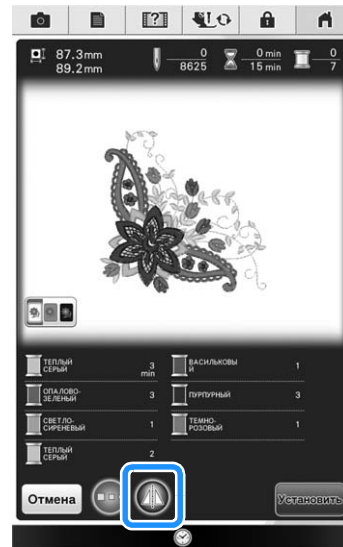 87.3mm
89.2mm
0
8625
0 min
15 min
0
7
ТЕПЛЫЙ
СЕРЫЙ
3
min
ОПАЛОВО-
ЗЕЛЕНЫЙ
3
СВЕТЛО-
СИРЕНЕВЫЙ
1
ТЕПЛЫЙ
СЕРЫЙ
2
ВАСИЛЬКОВЫ
Й
1
ПУРПУРНЫЙ
3
ТЕМНО-
РОЗОВЫЙ
1
Отмена
Установить